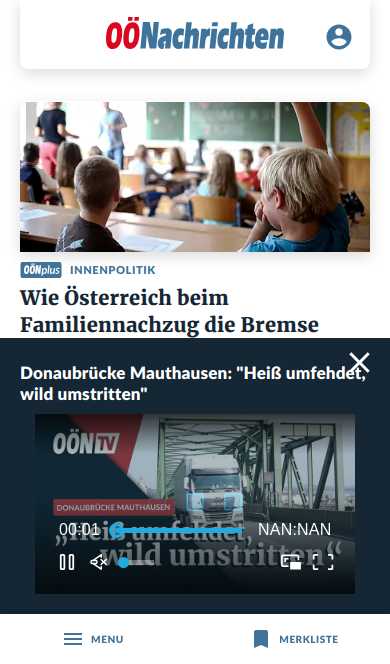 OÖNachrichten
OÖNplus INNENPOLITIK
Wie Österreich beim
Familiennachzug die Bremse
Donaubrücke Mauthausen: "Heiß umfehdet,
wild umstritten"
OÖN TV
DONAUBRÜCKE MAUTHAUSEN
„Heiß umfehdet,
wild umstritten“
00:01
NAN:NAN
MENU
MERKLISTE